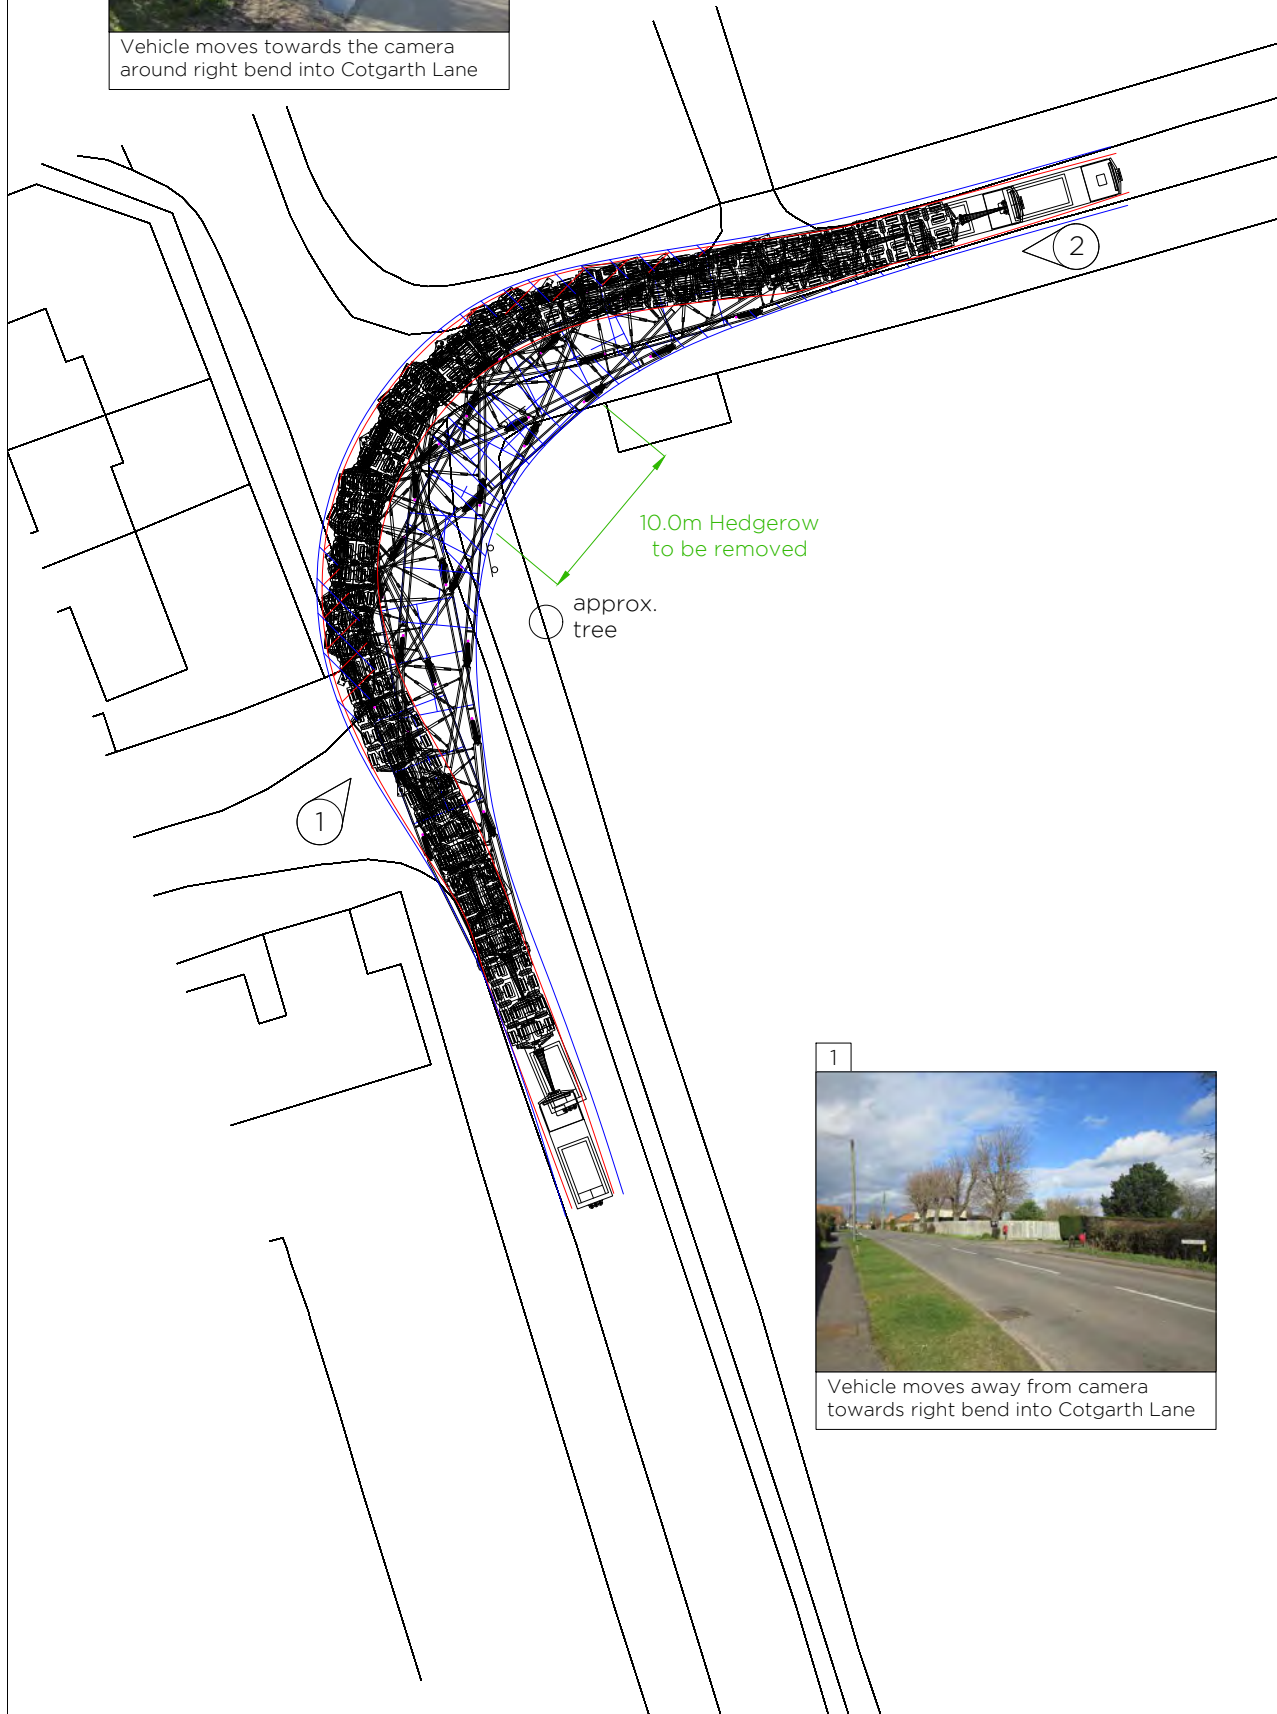 Vehicle moves towards the camera
around right bend into Cotgarth Lane
2
10.0m Hedgerow
to be removed
approx.
tree
1
1
Vehicle moves away from camera
towards right bend into Cotgarth Lane